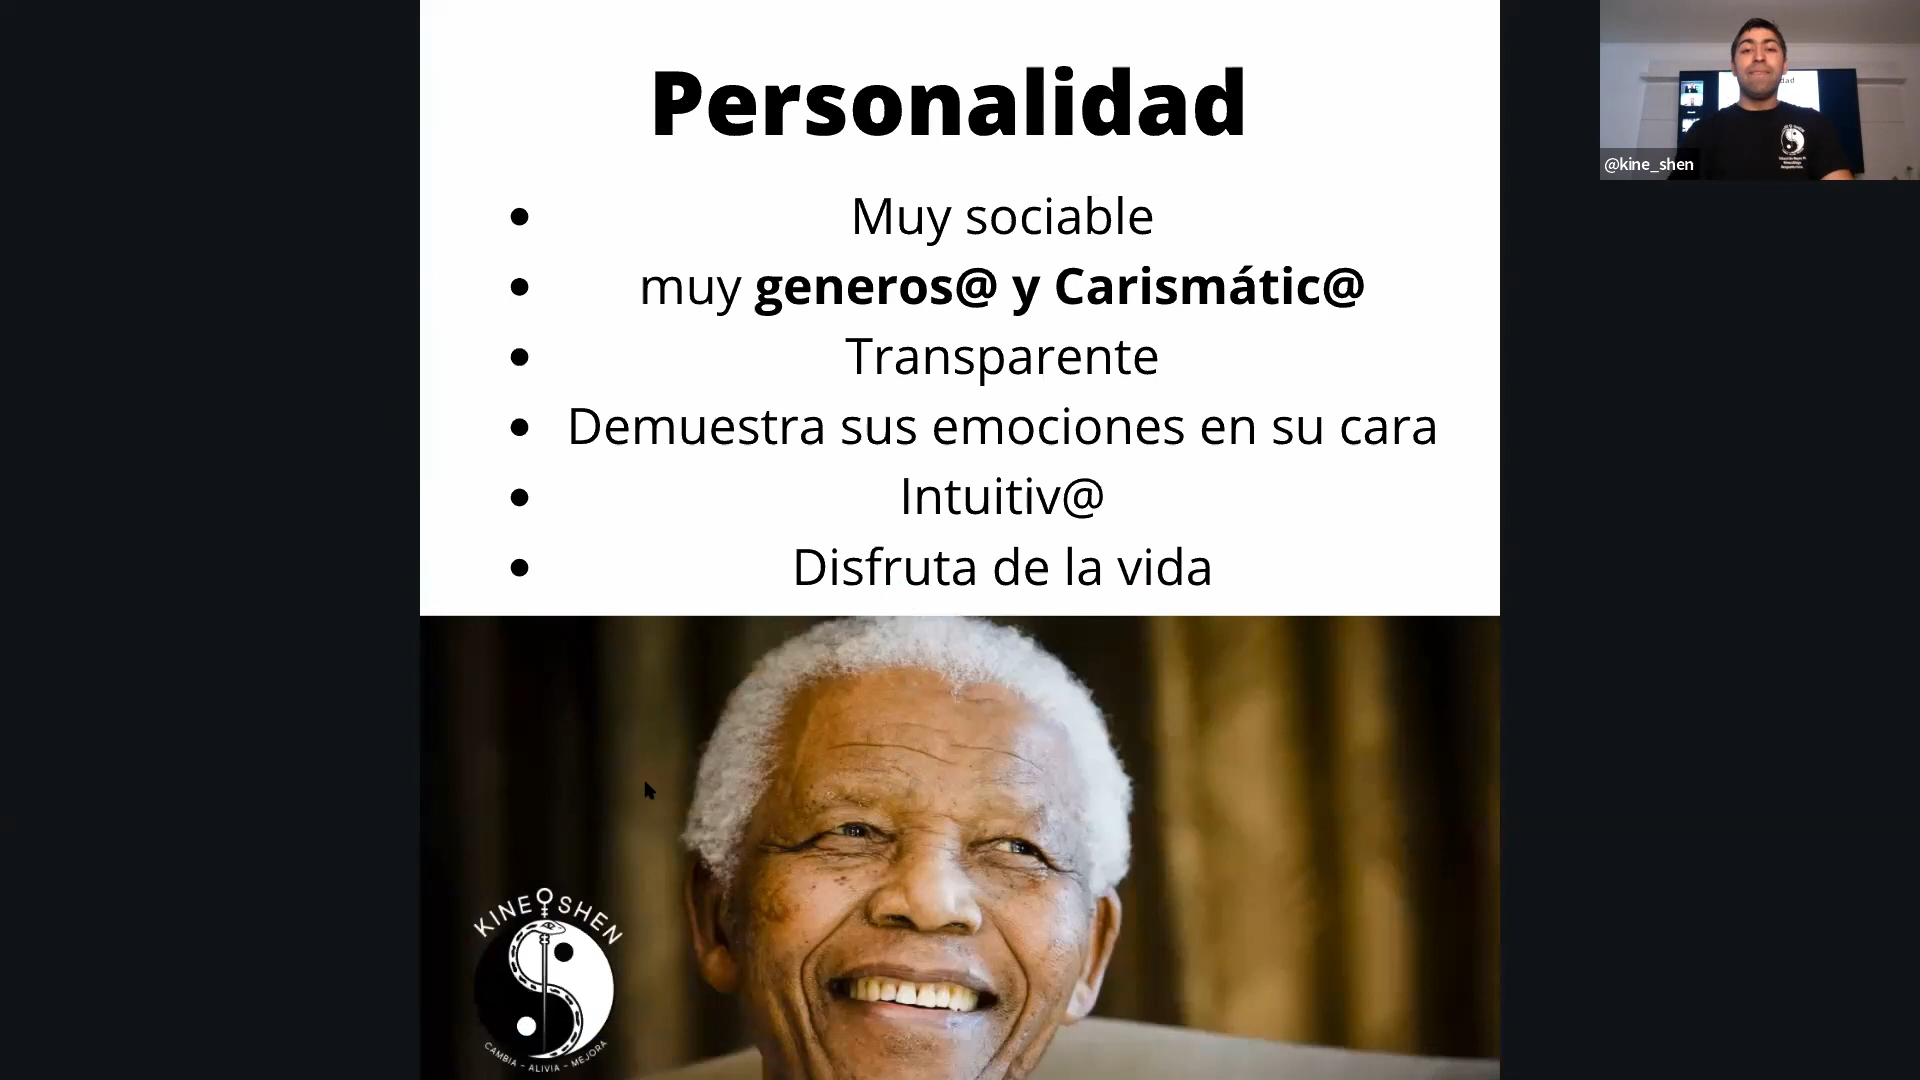 Personalidad
Muy sociable
muy generos@ y Carismátic@
Transparente
Demuestra sus emociones en su cara
Intuitiv@
Disfruta de la vida
@kine_shen
KINE SHEN
CAMBIA - ALIVIA - MEJORA